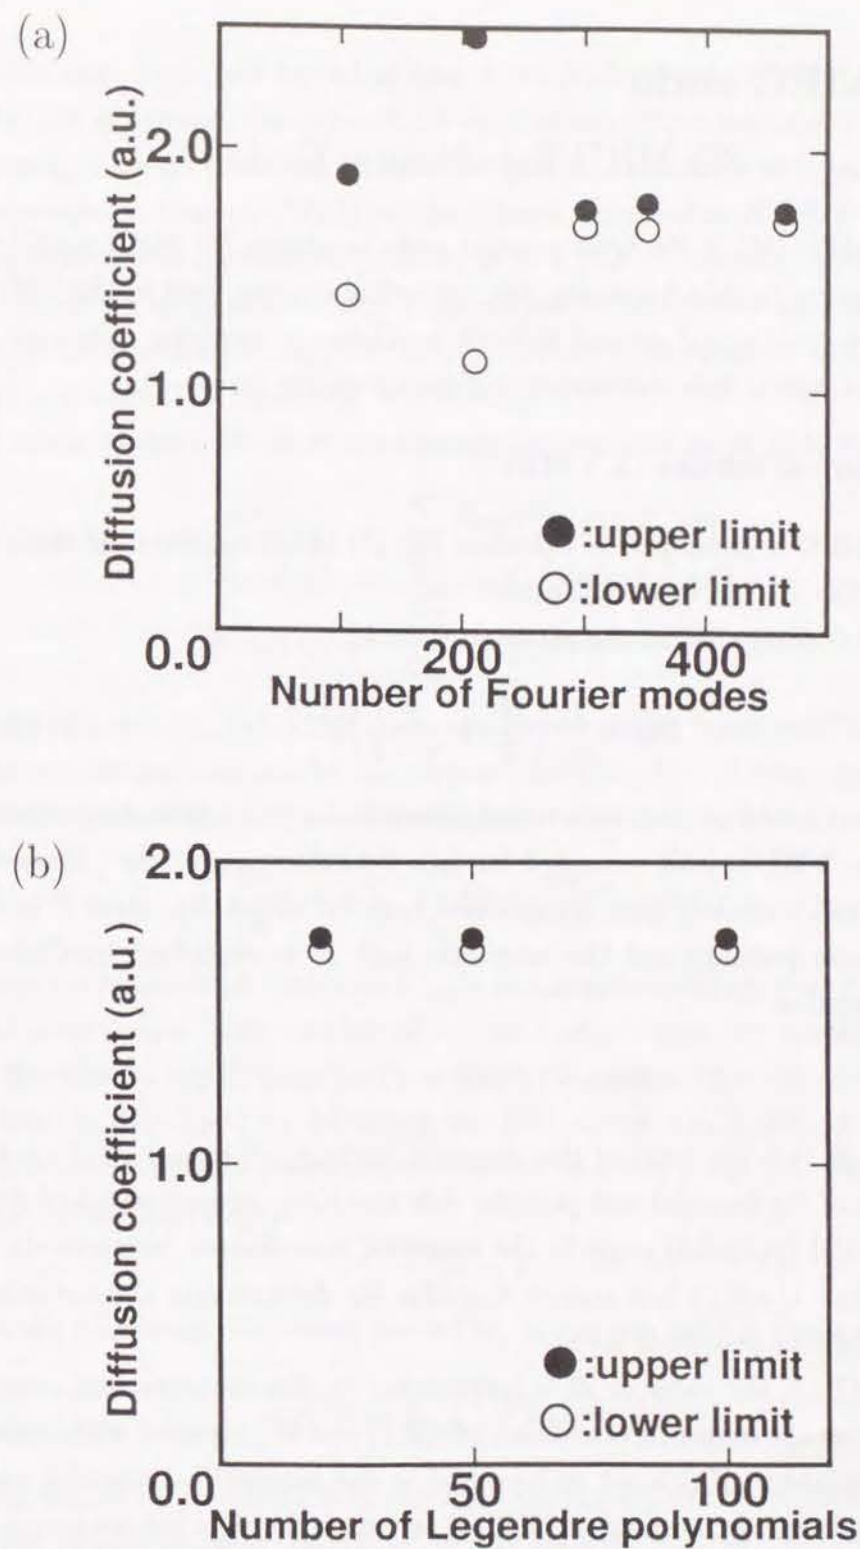 (a)
2.0
1.0
0.0
Diffusion coefficient (a.u.)
:upper limit
:lower limit
200 400
Number of Fourier modes
(b)
2.0
1.0
0.0
Diffusion coefficient (a.u.)
:upper limit
:lower limit
50 100
Number of Legendre polynomials